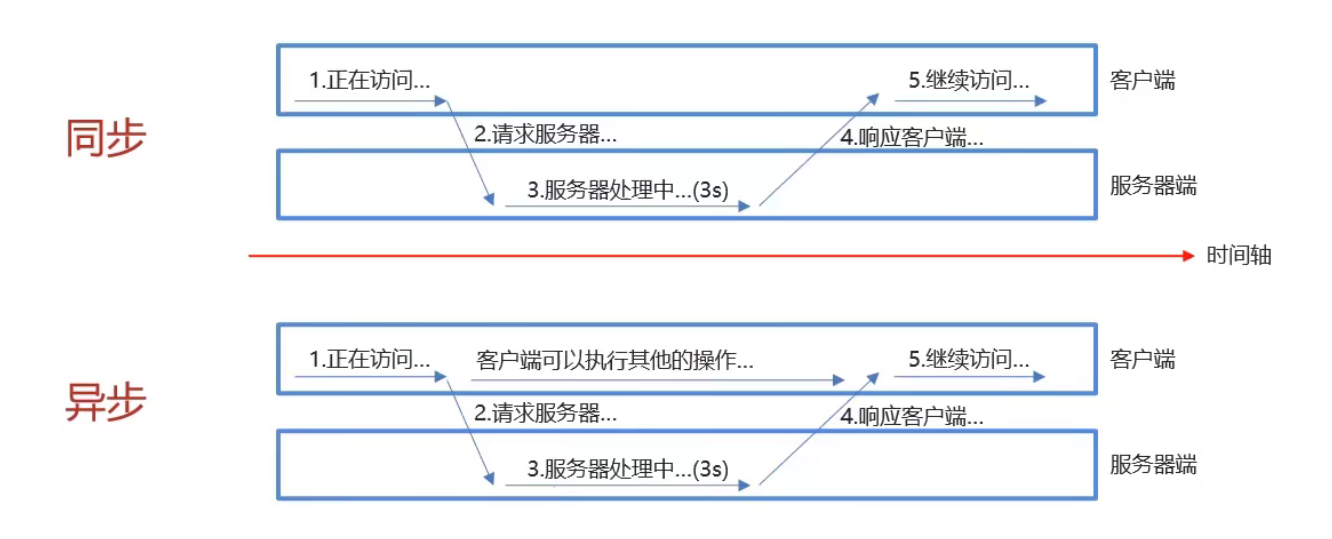 1.正在访问...
5.继续访问...
客户端
同步
2.请求服务器...
4.响应客户端...
3.服务器处理中...(3s)
服务器端
时间轴
1.正在访问...
客户端可以执行其他的操作...
5.继续访问...
客户端
异步
2.请求服务器...
4.响应客户端...
3.服务器处理中...(3s)
服务器端